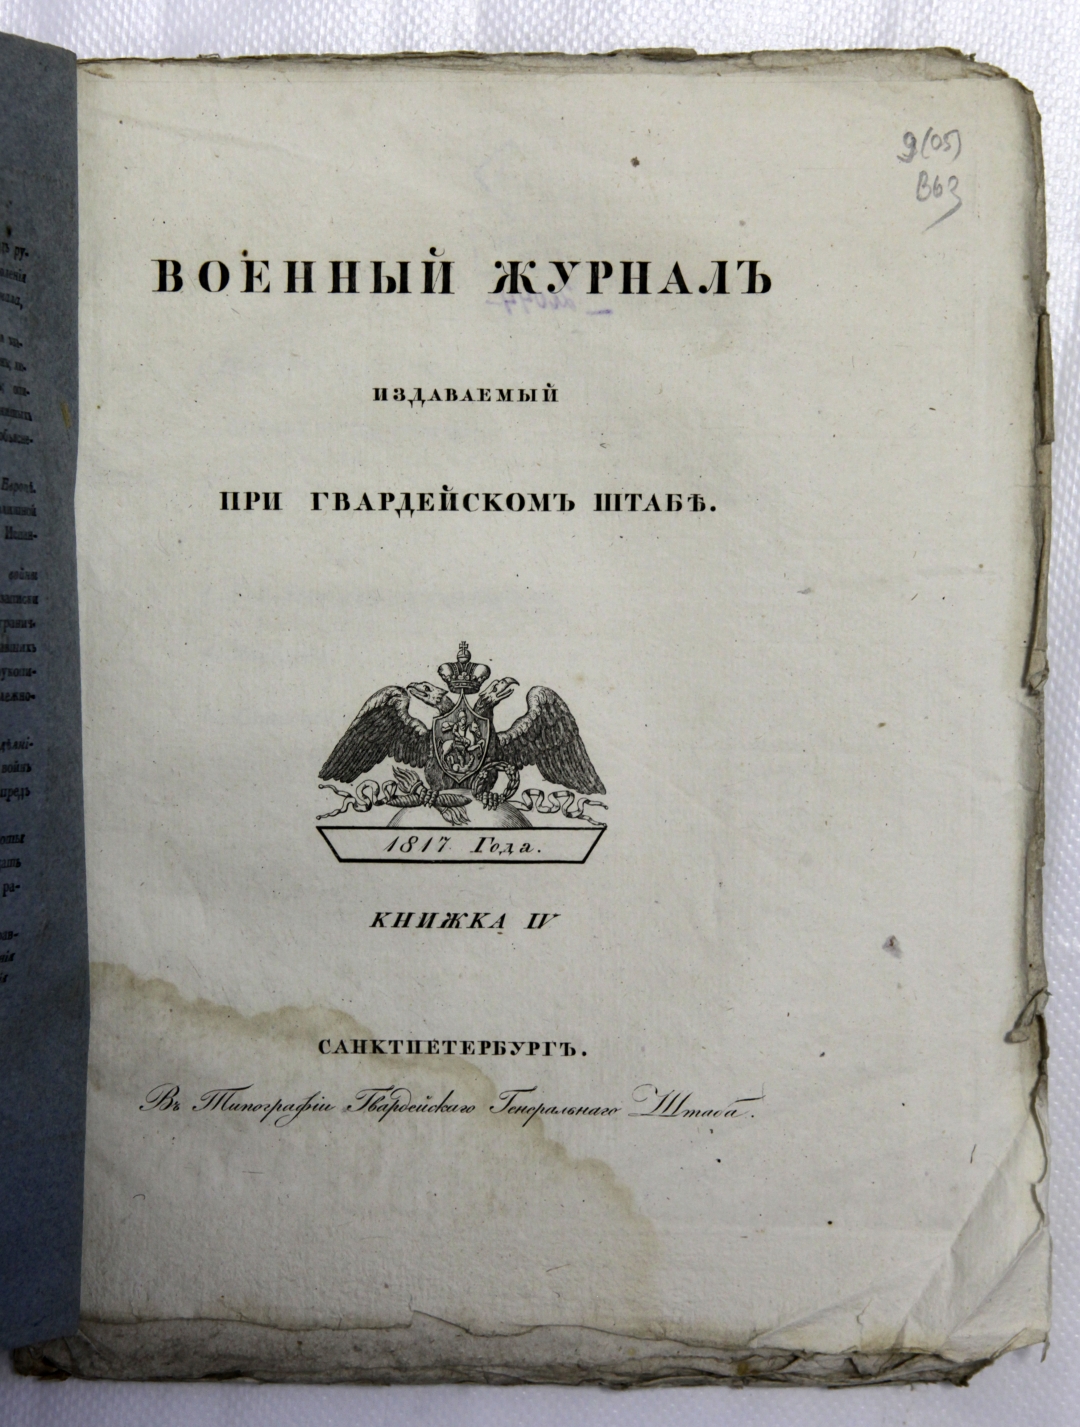 9(05)
В63
ВОЕННЫЙ ЖУРНАЛЪ
ИЗДАВАЕМЫЙ
ПРИ ГВАРДЕЙСКОМЪ ШТАБѢ.
1817 Года.
КНИЖКА IV
САНКТПЕТЕРБУРГЪ.
Въ Типографіи Гвардейскаго Генеральнаго Штаба.